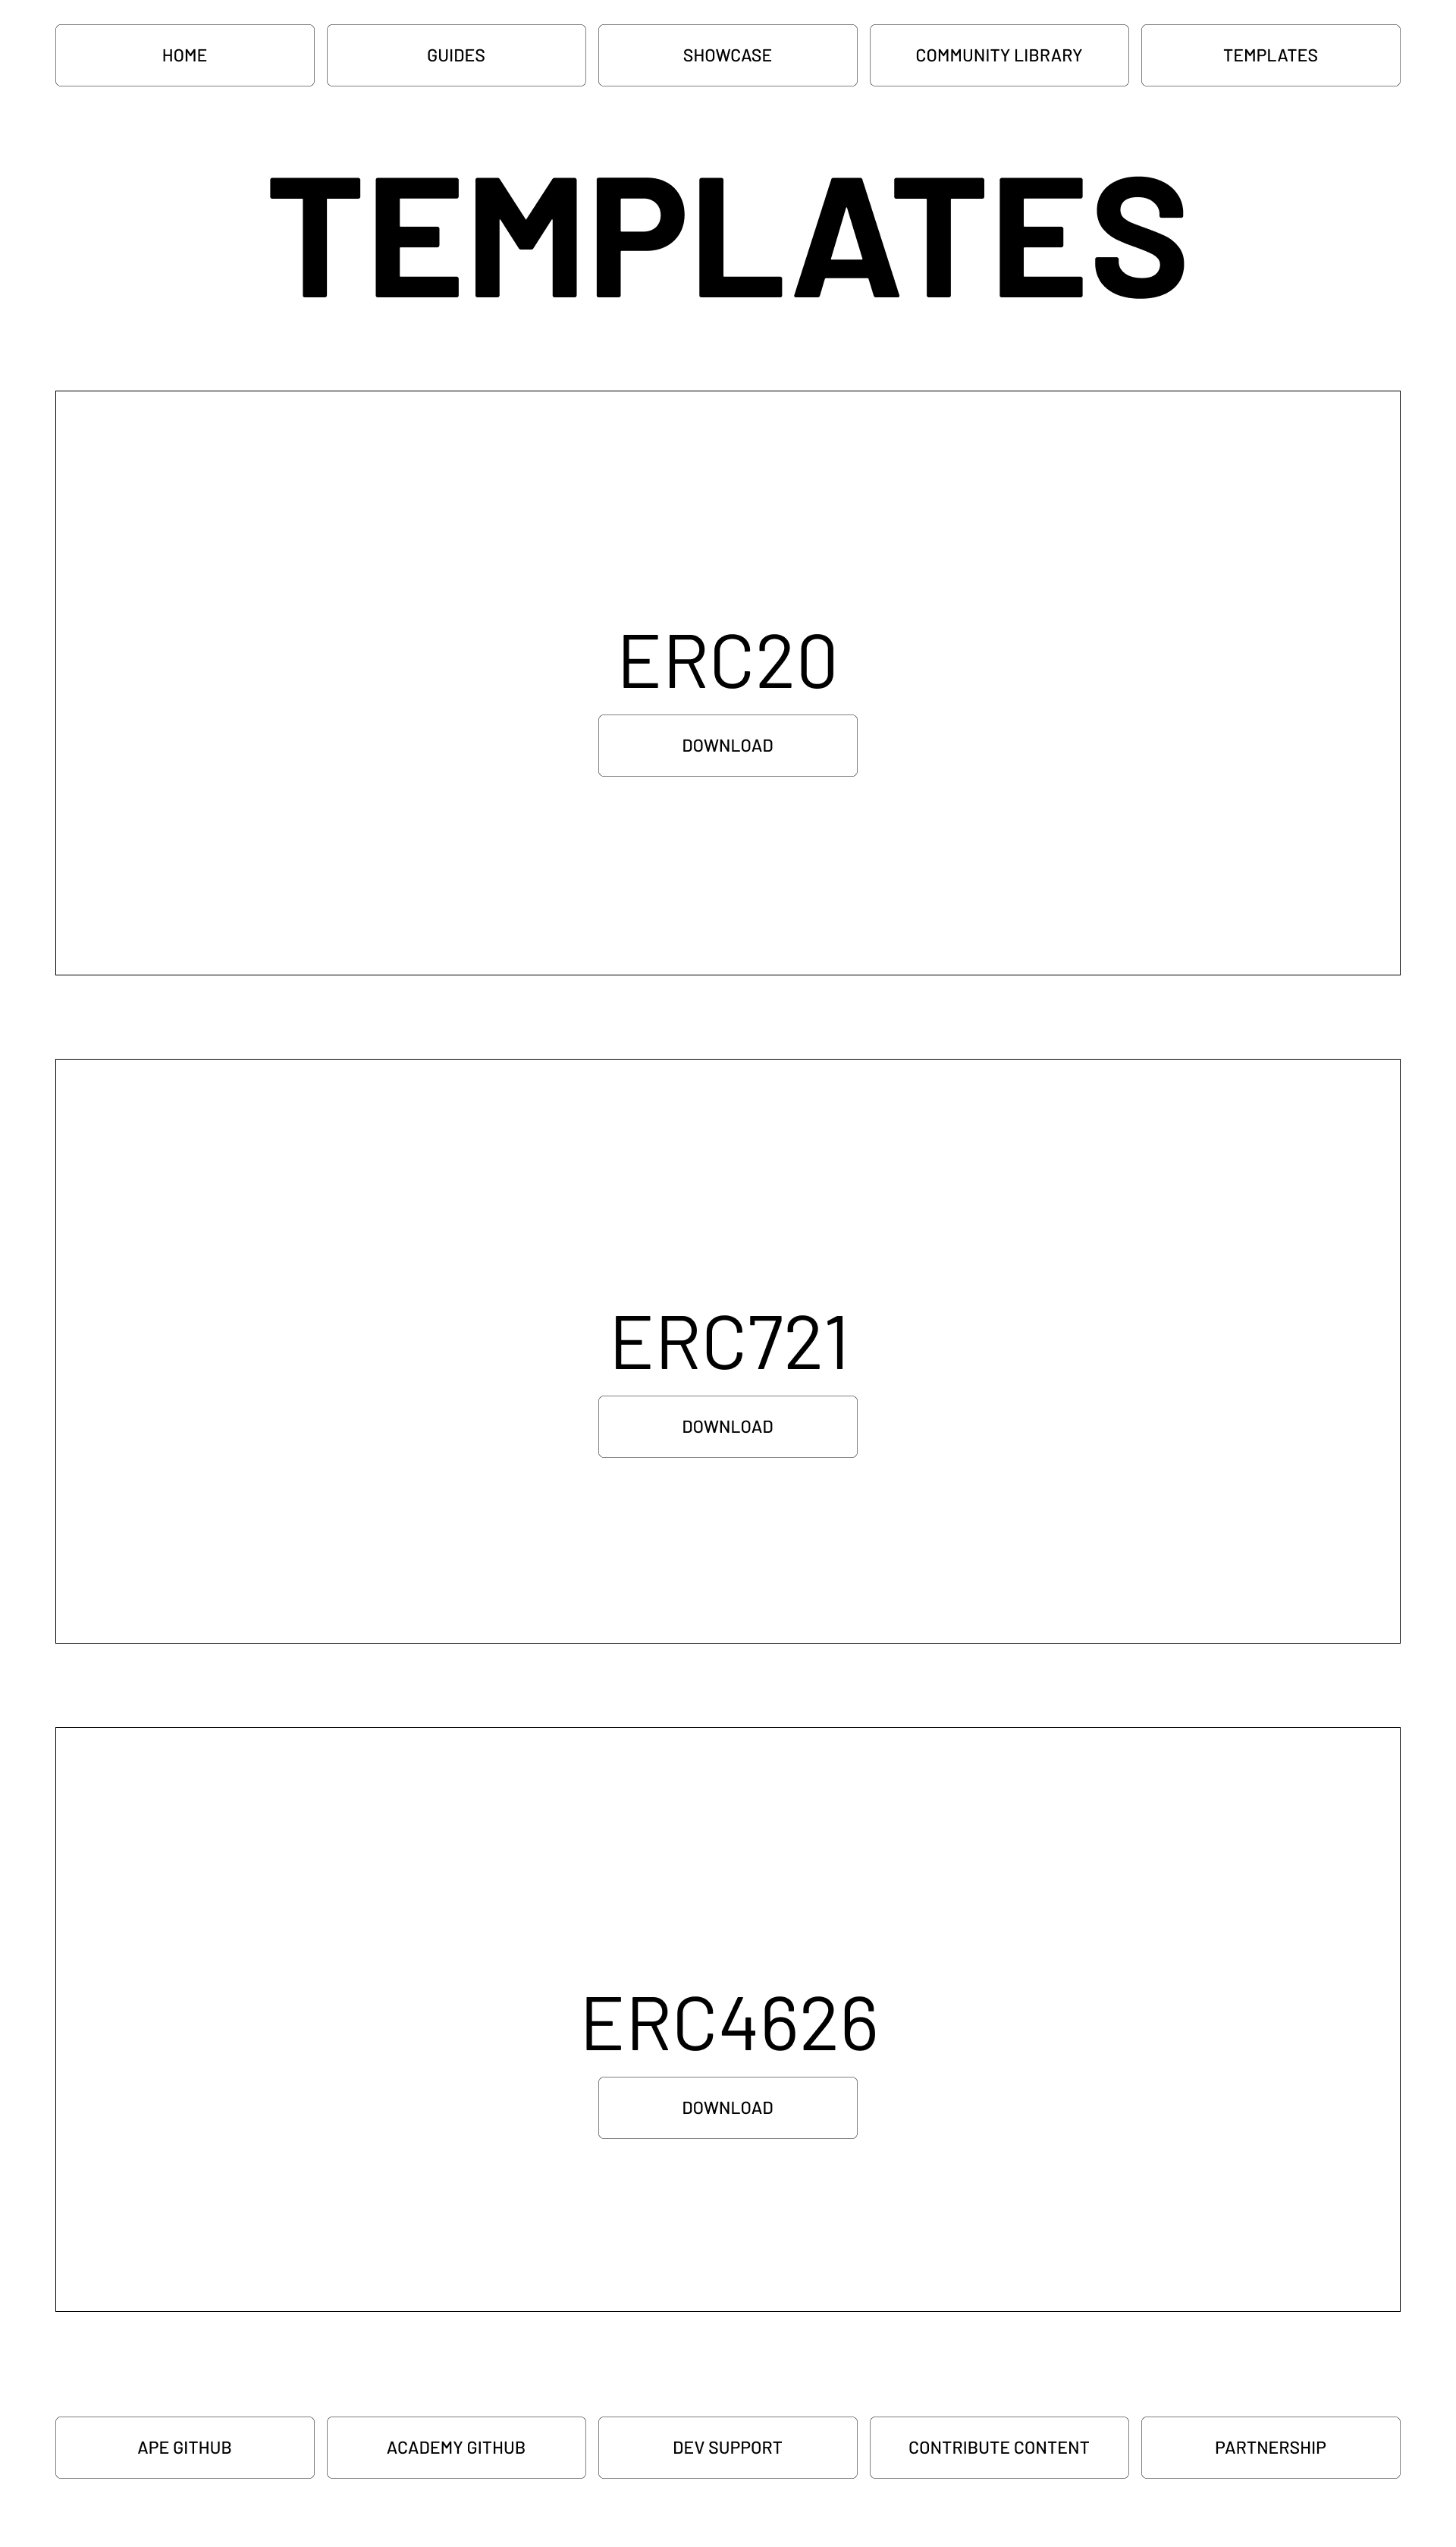 HOME GUIDES SHOWCASE COMMUNITY LIBRARY TEMPLATES
TEMPLATES
ERC20
DOWNLOAD
ERC721
DOWNLOAD
ERC4626
DOWNLOAD
APE GITHUB ACADEMY GITHUB DEV SUPPORT CONTRIBUTE CONTENT PARTNERSHIP